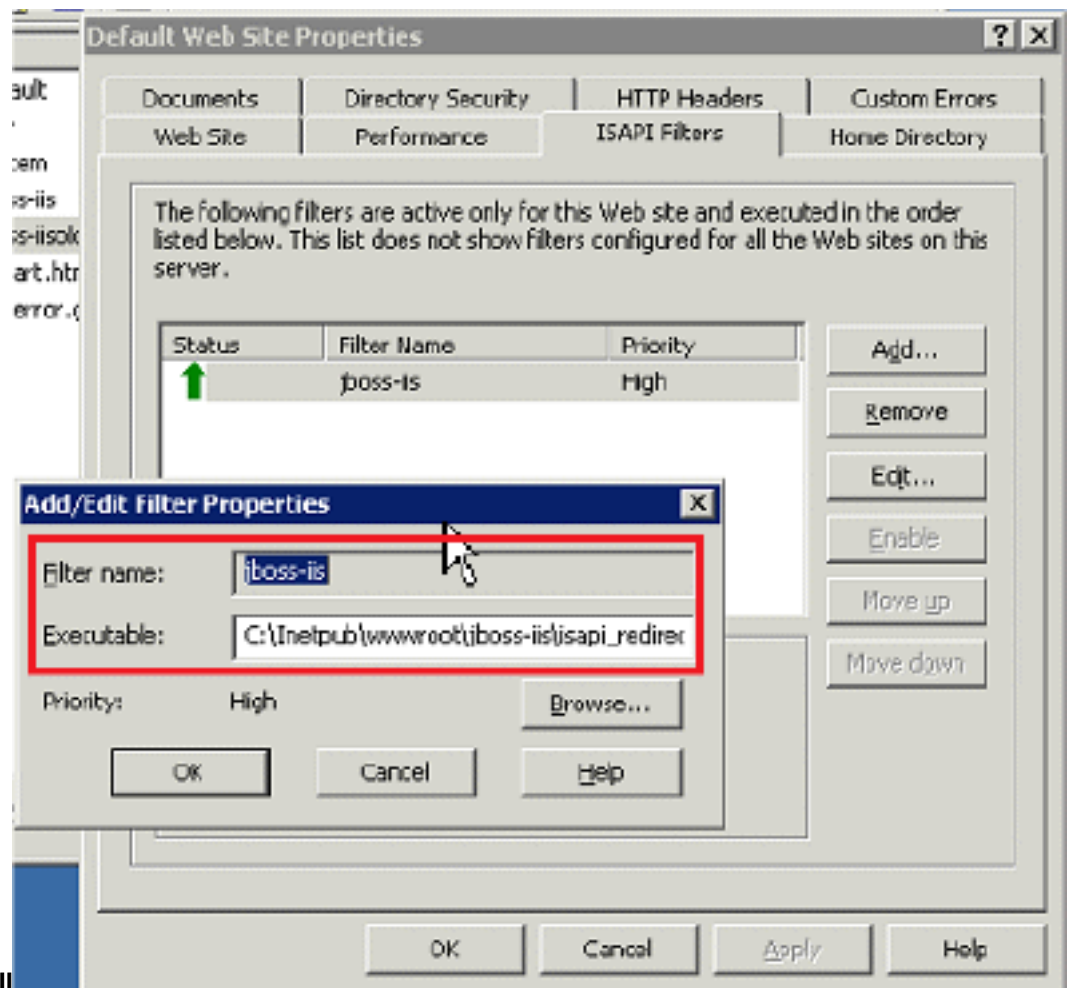 Default Web Site Properties
ault
Documents Directory Security HTTP Headers Custom Errors
Web Site Performance ISAPI Filters Home Directory
tem
ss-iis
The following filters are active only for this Web site and executed in the order
listed below. This list does not show filters configured for all the Web sites on this
server.
ss-iisold
art.htm
error.g
Status Filter Name Priority
jboss-iis High
Add...
Remove
Edit...
Enable
Move up
Move down
Add/Edit Filter Properties
Filter name: jboss-iis
Executable: C:\Inetpub\wwwroot\jboss-iis\isapi_redirec
Priority: High Browse...
OK Cancel Help
OK Cancel Apply Help
ll